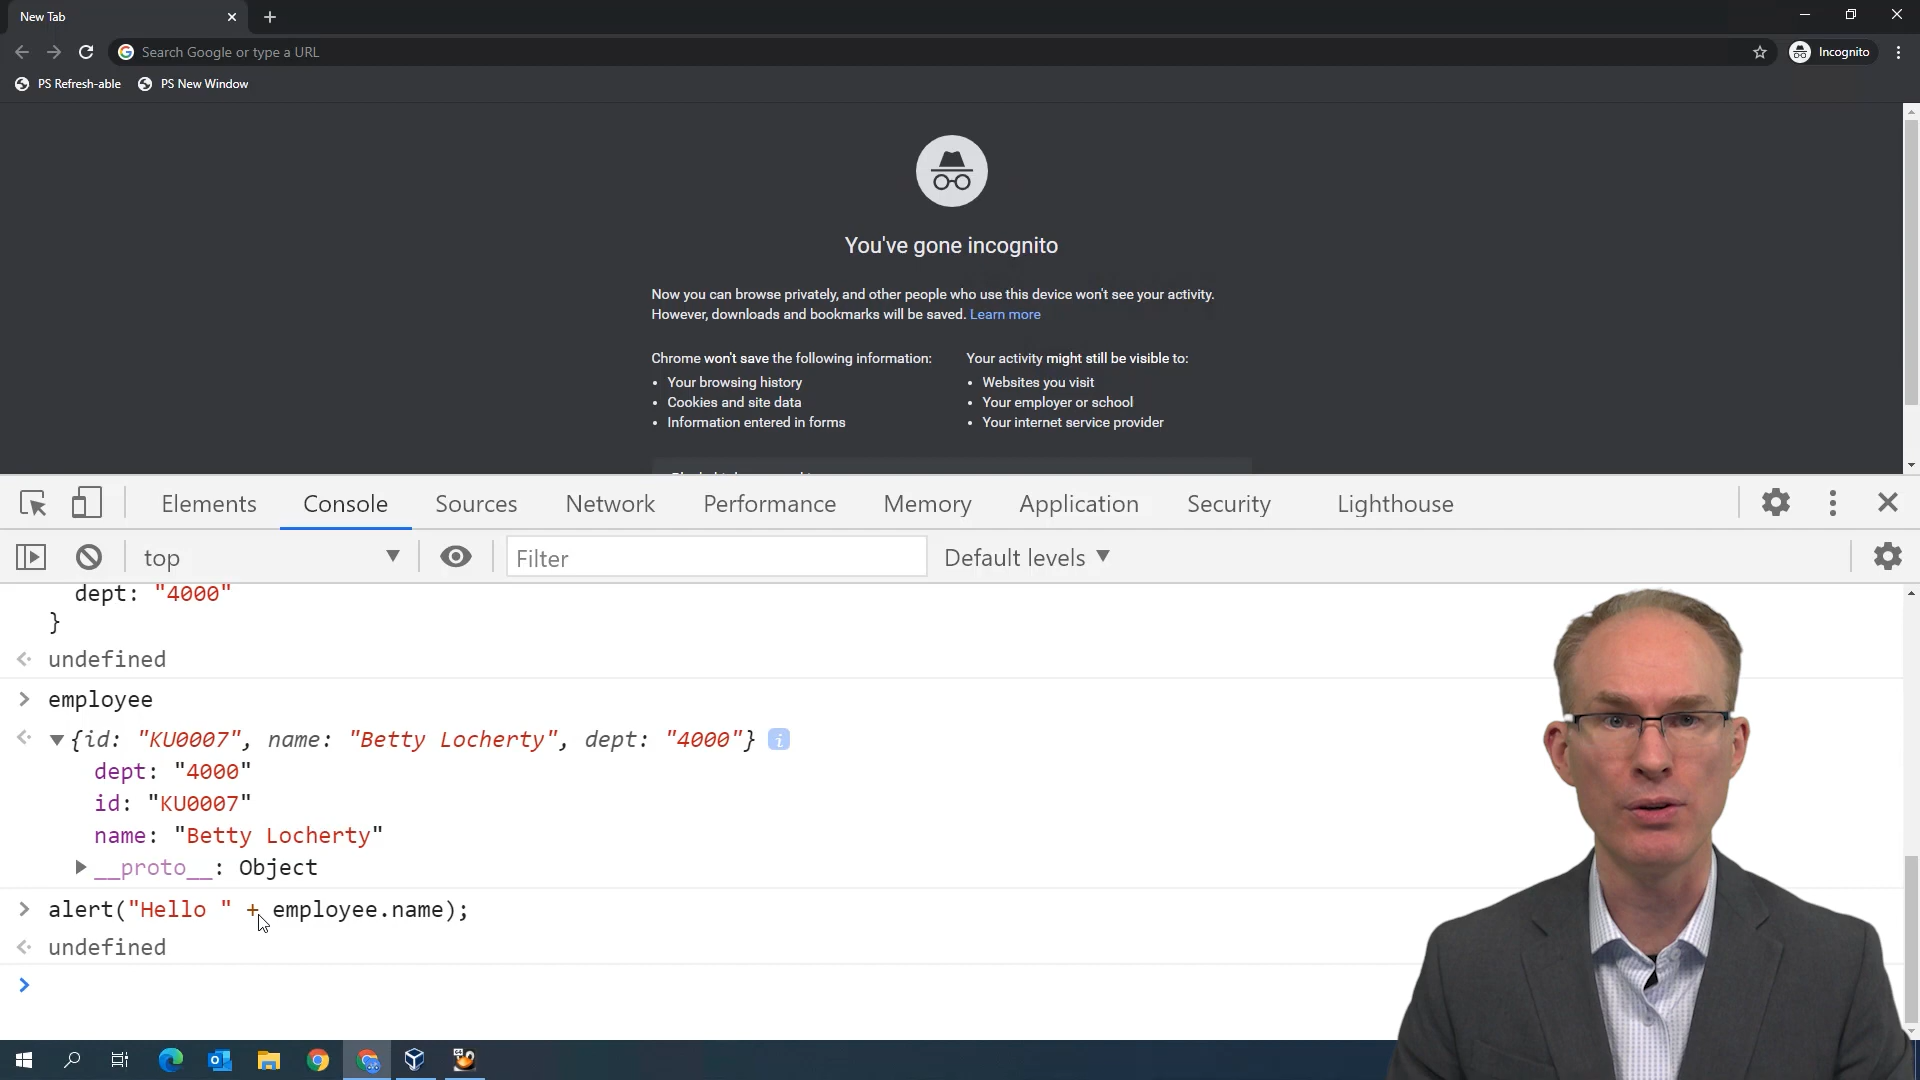 New Tab
Search Google or type a URL
Incognito
PS Refresh-able
PS New Window
You've gone incognito
Now you can browse privately, and other people who use this device won't see your activity.
However, downloads and bookmarks will be saved. Learn more
Chrome won't save the following information:
• Your browsing history
• Cookies and site data
• Information entered in forms
Your activity might still be visible to:
• Websites you visit
• Your employer or school
• Your internet service provider
Elements Console Sources Network Performance Memory Application Security Lighthouse
top Filter Default levels
dept: "4000"
}
undefined
employee
{id: "KU0007", name: "Betty Locherty", dept: "4000"} i
dept: "4000"
id: "KU0007"
name: "Betty Locherty"
__proto__: Object
alert("Hello " + employee.name);
undefined